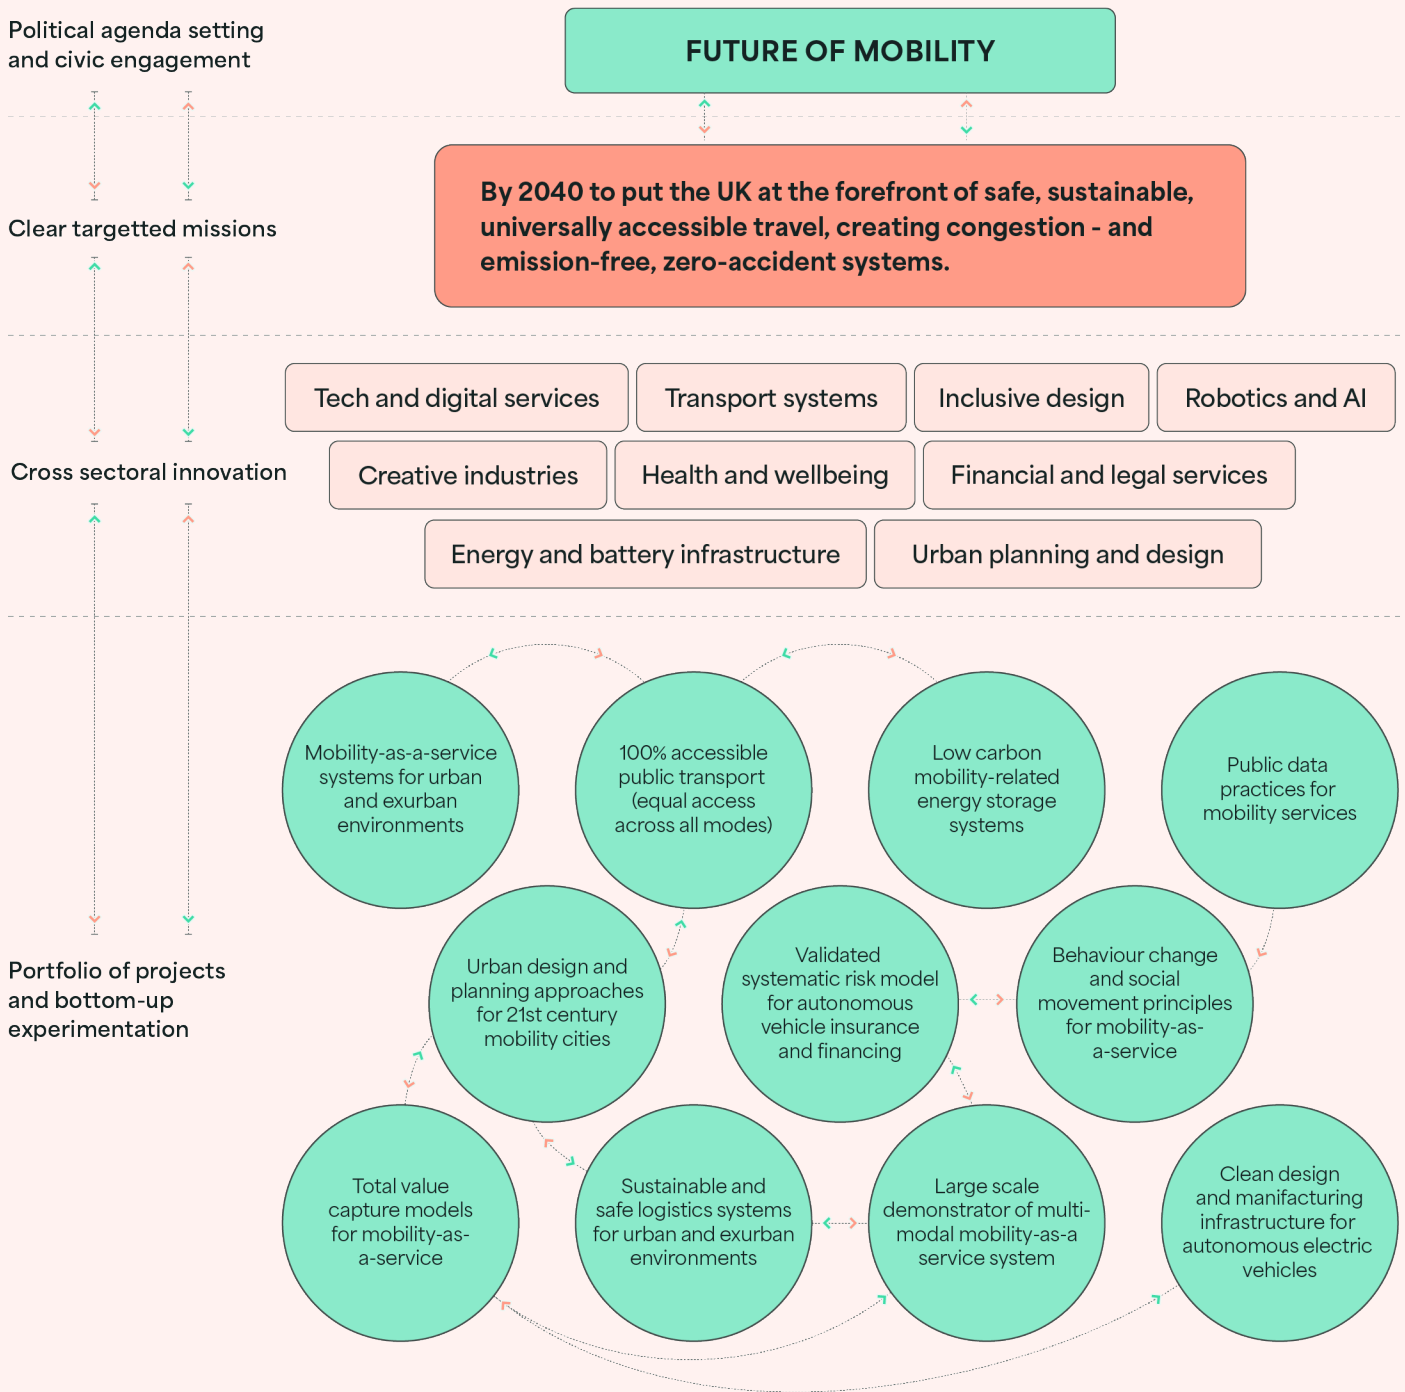 Political agenda setting
and civic engagement
FUTURE OF MOBILITY
Clear targetted missions
By 2040 to put the UK at the forefront of safe, sustainable,
universally accessible travel, creating congestion - and
emission-free, zero-accident systems.
Cross sectoral innovation
Tech and digital services
Transport systems
Inclusive design
Robotics and AI
Creative industries
Health and wellbeing
Financial and legal services
Energy and battery infrastructure
Urban planning and design
Portfolio of projects
and bottom-up
experimentation
Mobility-as-a-service
systems for urban
and exurban
environments
100% accessible
public transport
(equal access
across all modes)
Low carbon
mobility-related
energy storage
systems
Public data
practices for
mobility services
Urban design and
planning approaches
for 21st century
mobility cities
Validated
systematic risk model
for autonomous
vehicle insurance
and financing
Behaviour change
and social
movement principles
for mobility-as-
a-service
Total value
capture models
for mobility-as-
a-service
Sustainable and
safe logistics systems
for urban and exurban
environments
Large scale
demonstrator of multi-
modal mobility-as-a
service system
Clean design
and manifacturing
infrastructure for
autonomous electric
vehicles